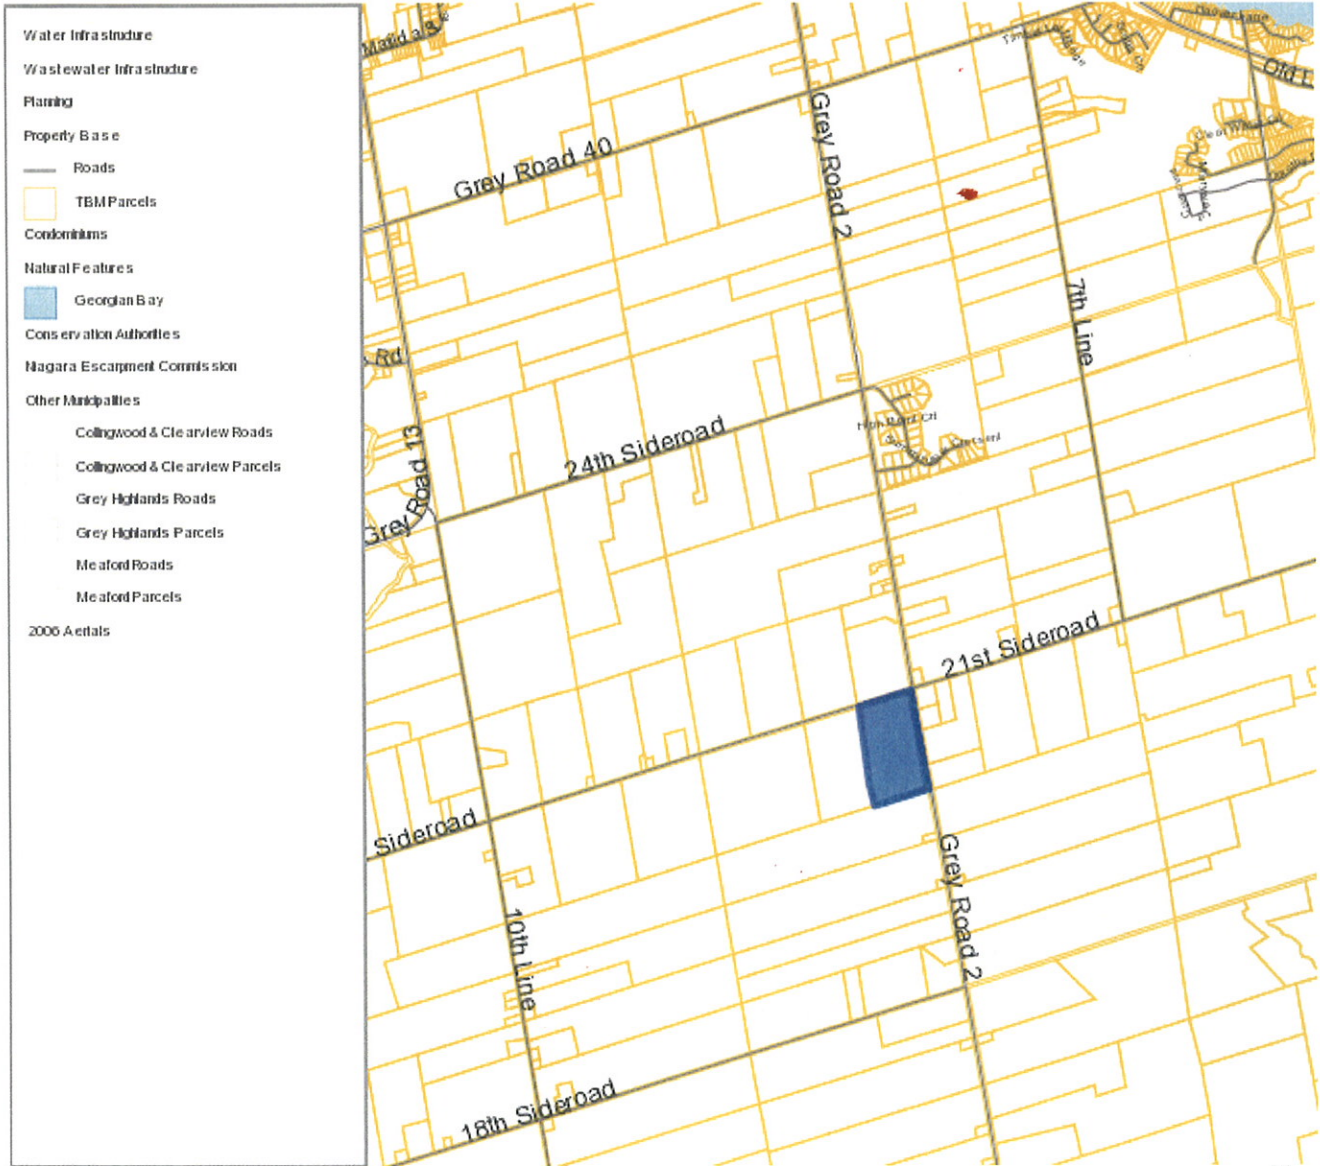 Water Infrastructure
Wastewater Infrastructure
Planning
Property Base
Roads
TBM Parcels
Condominiums
Natural Features
Georgian Bay
Conservation Authorities
Niagara Escarpment Commission
Other Municipalities
Collingwood & Clearview Roads
Collingwood & Clearview Parcels
Grey Highlands Roads
Grey Highlands Parcels
Meaford Roads
Meaford Parcels
2006 Aerials
Grey Road 40
Grey Road 2
7th Line
Old L
Rd
24th Sideroad
Grey Road 13
21st Sideroad
Sideroad
10th Line
Grey Road 2
18th Sideroad